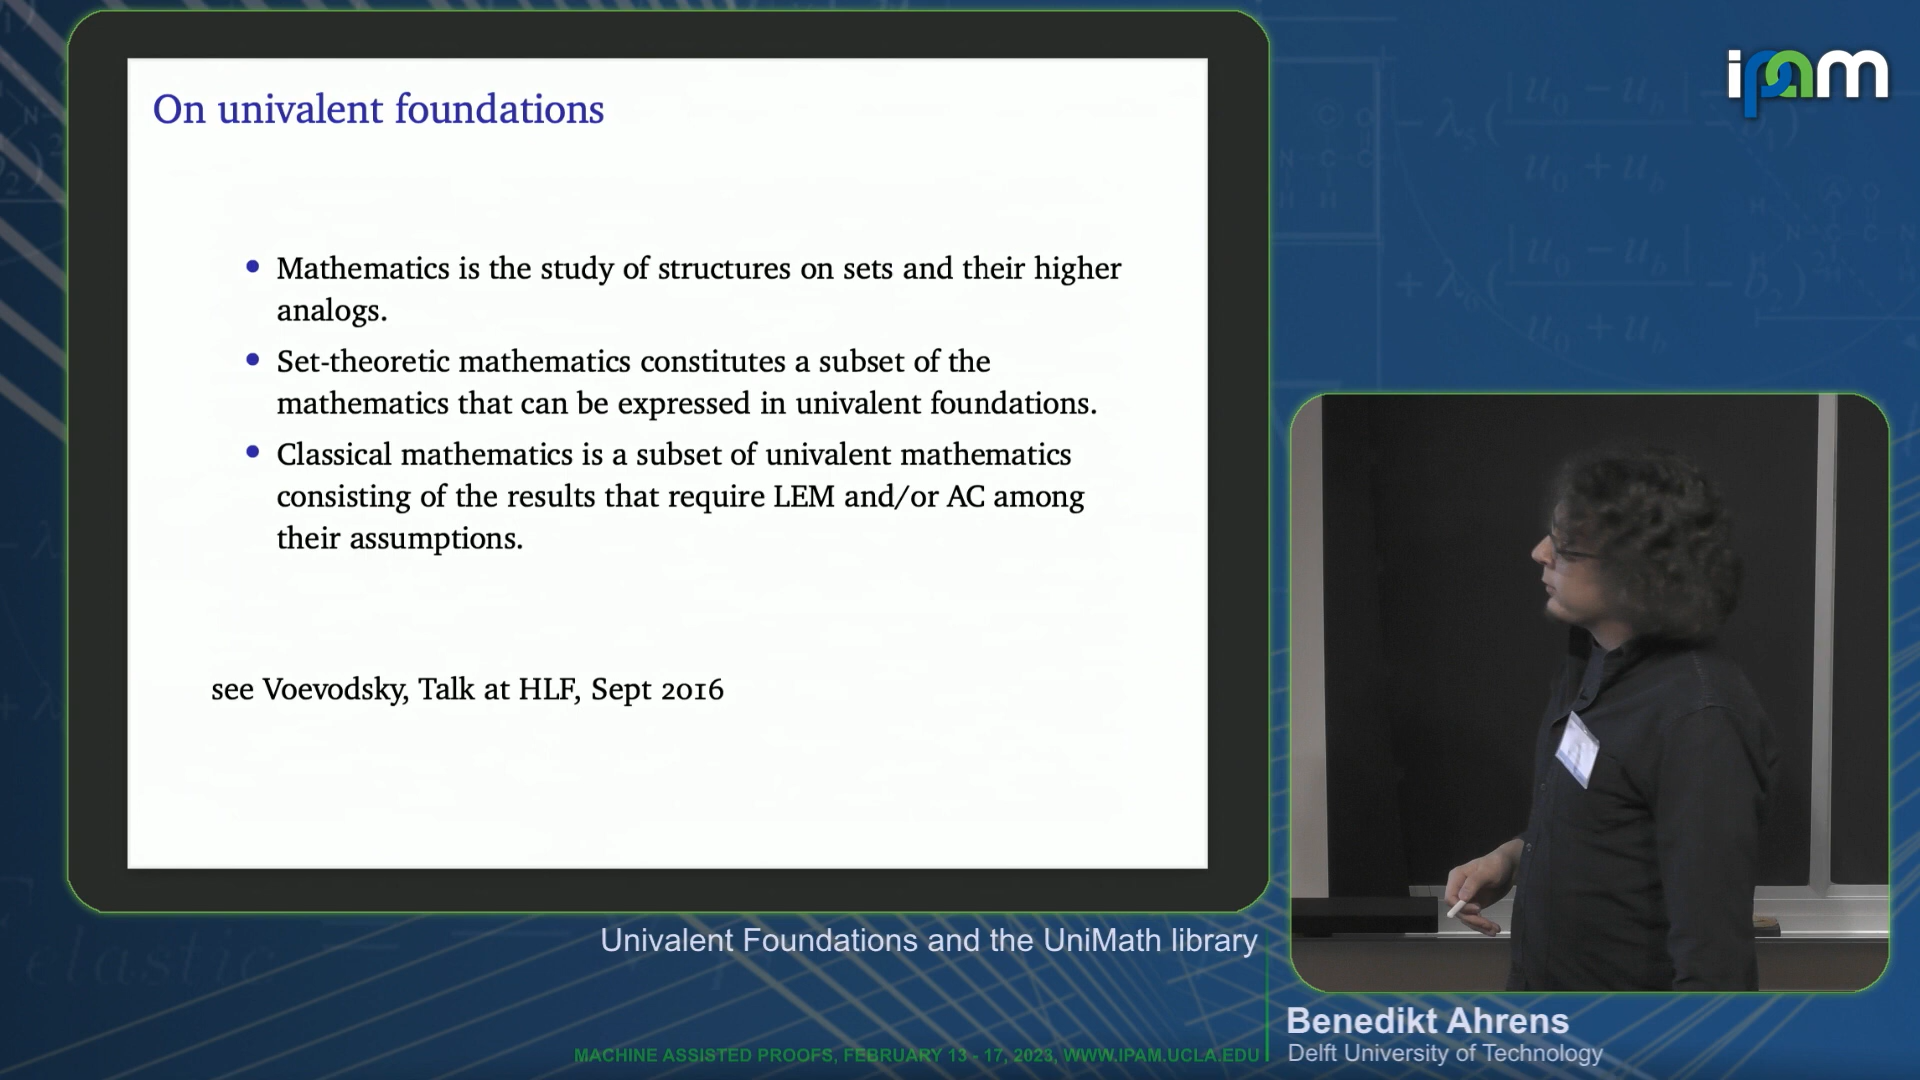 On univalent foundations
• Mathematics is the study of structures on sets and their higher
analogs.
• Set-theoretic mathematics constitutes a subset of the
mathematics that can be expressed in univalent foundations.
• Classical mathematics is a subset of univalent mathematics
consisting of the results that require LEM and/or AC among
their assumptions.
see Voevodsky, Talk at HLF, Sept 2016
ipam
Univalent Foundations and the UniMath library
MACHINE ASSISTED PROOFS, FEBRUARY 13 - 17, 2023, WWW.IPAM.UCLA.EDU
Benedikt Ahrens
Delft University of Technology
elastic